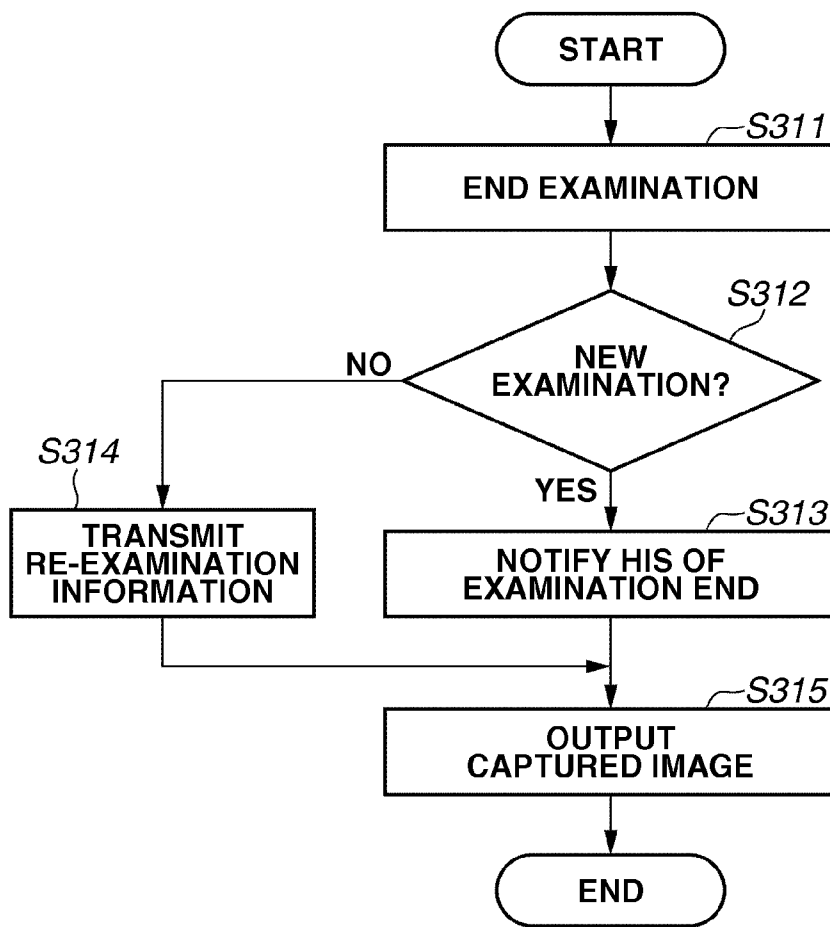 START
S311
END EXAMINATION
S312
NEW
EXAMINATION?
NO
YES
S314
TRANSMIT
RE-EXAMINATION
INFORMATION
S313
NOTIFY HIS OF
EXAMINATION END
S315
OUTPUT
CAPTURED IMAGE
END